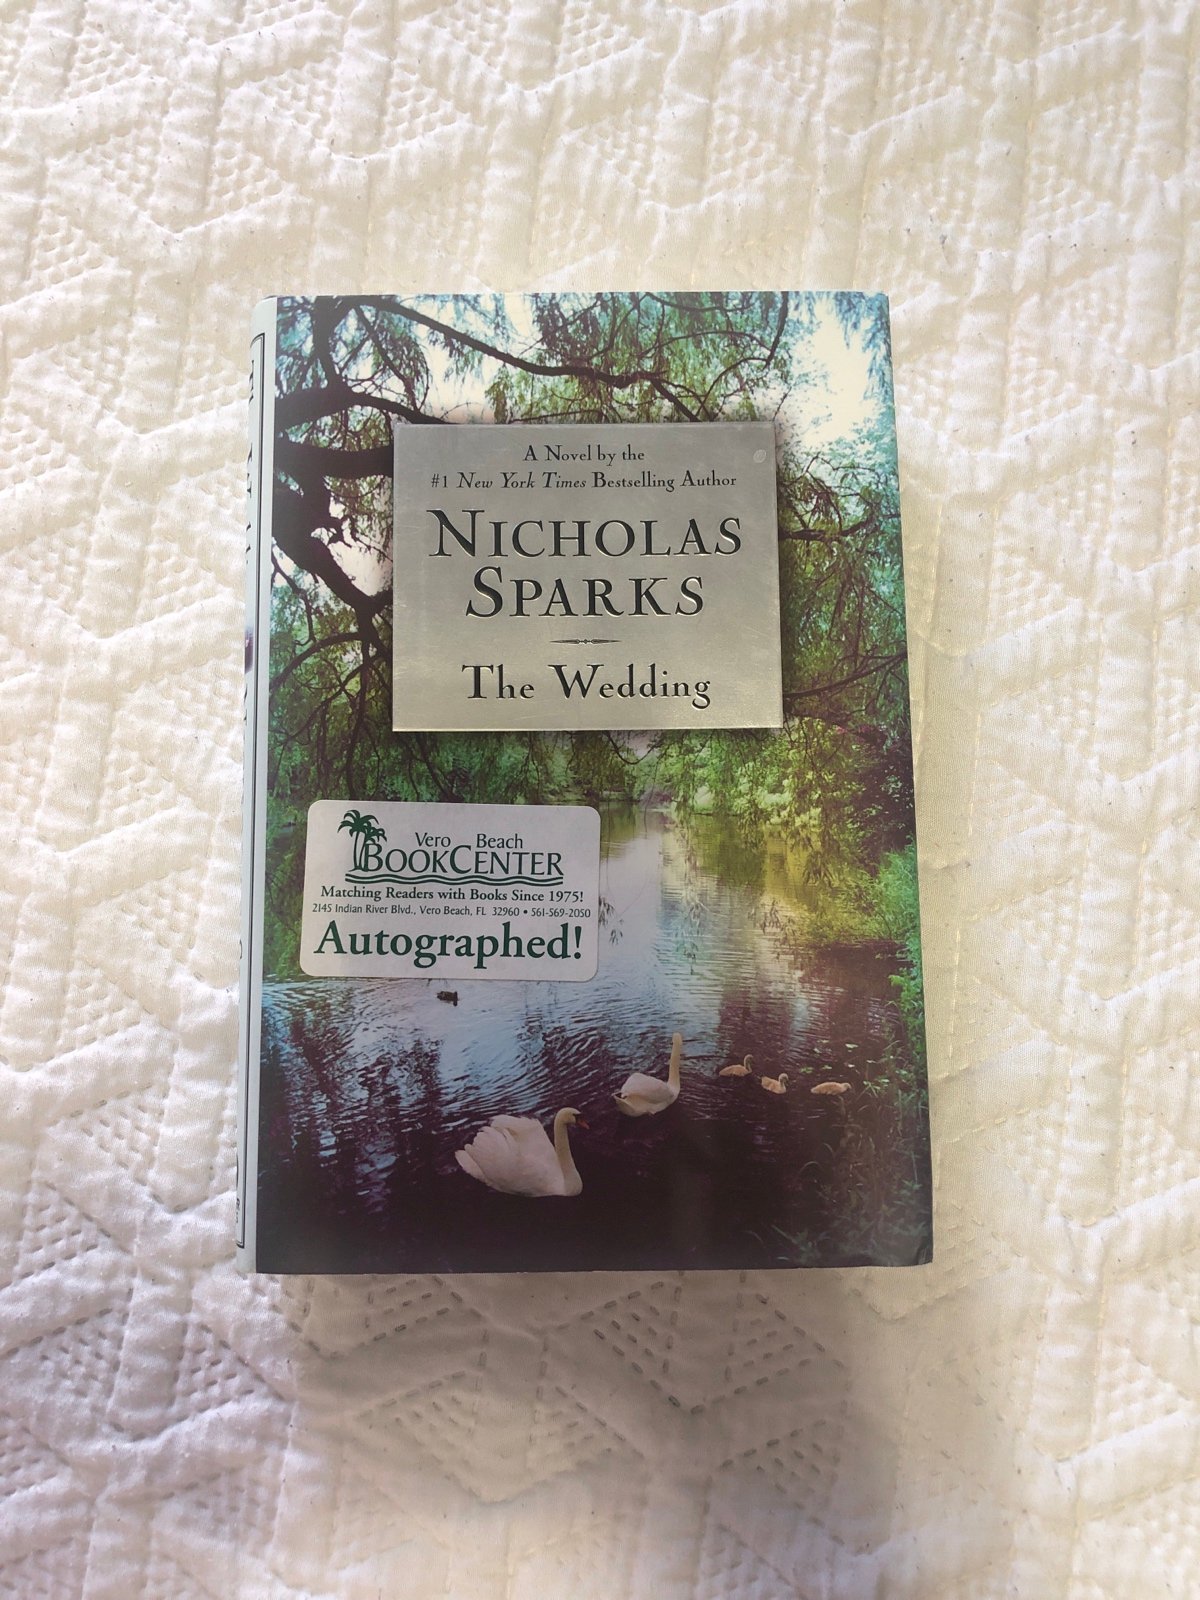 A Novel by the
#1 New York Times Bestselling Author
NICHOLAS
SPARKS
The Wedding
Vero Beach
BOOKCENTER
Matching Readers with Books Since 1975!
2145 Indian River Blvd., Vero Beach, FL 32960 • 561-569-2050
Autographed!